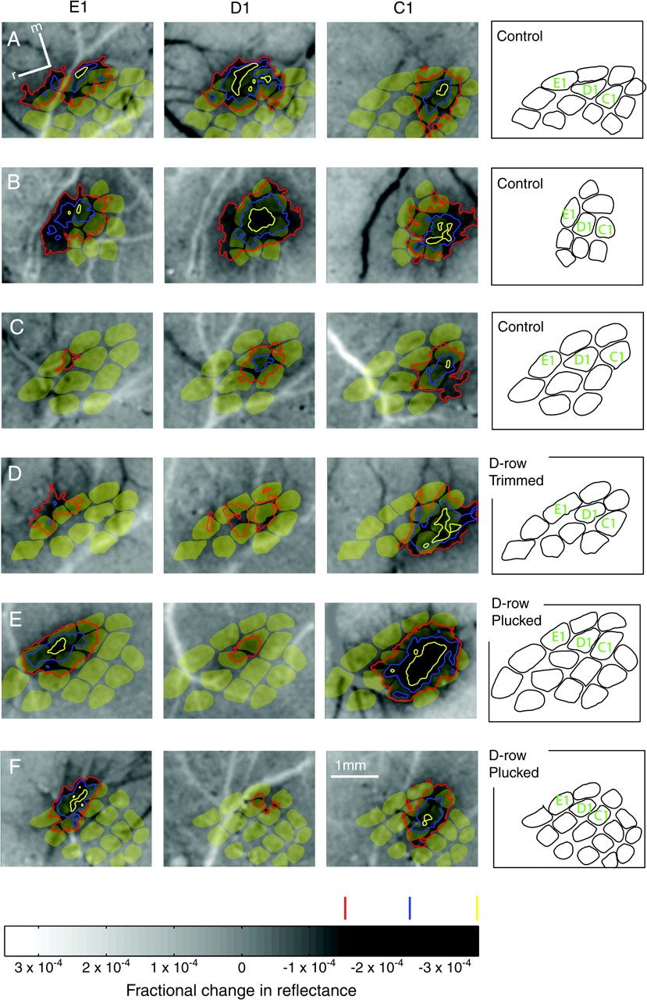 E1 D1 C1
A m r Control E1 D1 C1
B Control E1 D1 C1
C Control E1 D1 C1
D D-row
Trimmed
E1 D1 C1
E D-row
Plucked
E1 D1 C1
F 1mm D-row
Plucked
E1 D1 C1
3 x 10-4 2 x 10-4 1 x 10-4 0 -1 x 10-4 -2 x 10-4 -3 x 10-4
Fractional change in reflectance